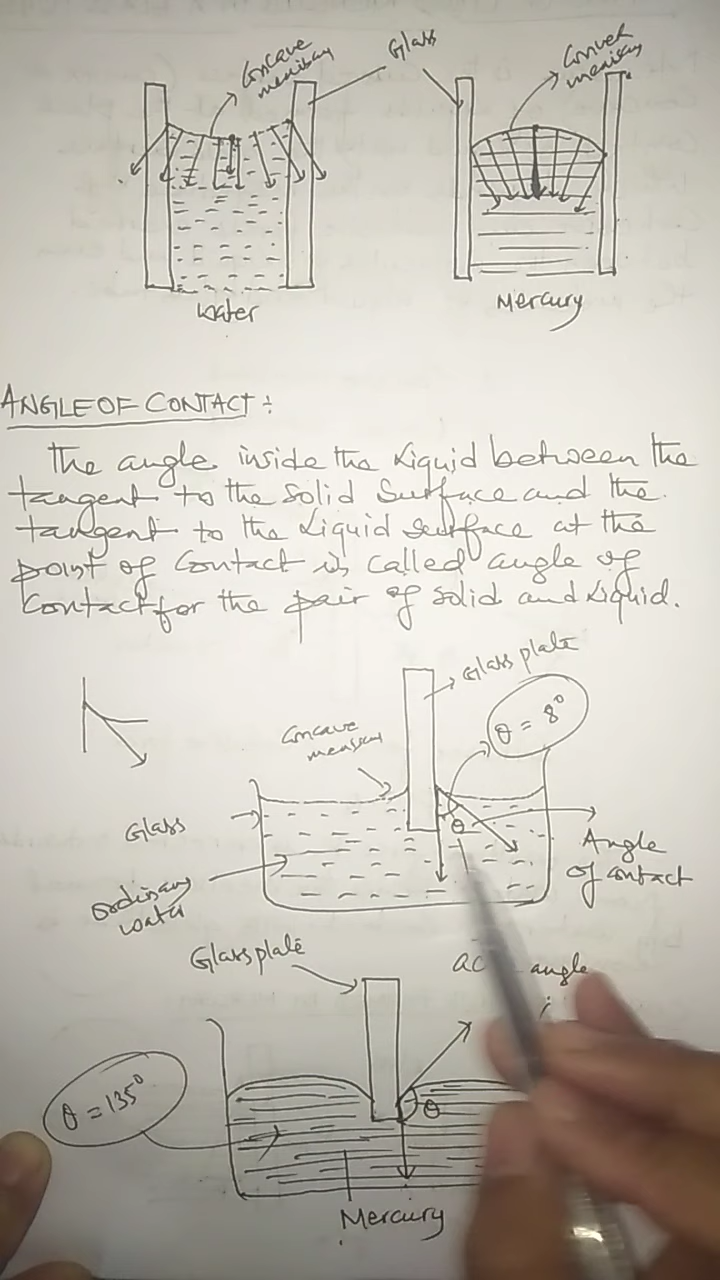 Concave
Glass
Convex
Water
Mercury
ANGLE OF CONTACT:
The angle inside the Liquid between the
tangent to the solid surface and the
tangent to the Liquid surface at the
point of Contact is called angle of
Contact for the pair of solid and Liquid.
Glass plate
θ = 8°
Concave
Glass
θ
Angle
of contact
Ordinary
water
Glass plate
angle
θ = 135°
θ
Mercury